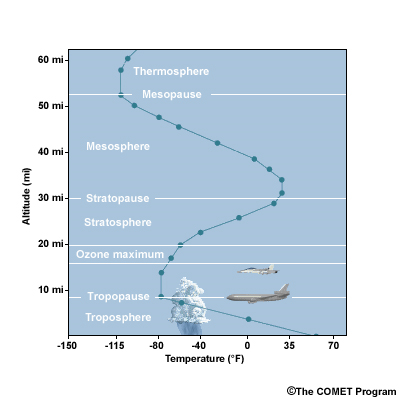 60 mi
Thermosphere
Mesopause
50 mi
Mesosphere
40 mi
Altitude (mi)
30 mi
Stratopause
Stratosphere
20 mi
Ozone maximum
10 mi
Tropopause
Troposphere
-150 -115 -80 -40 0 35 70
Temperature (°F)
©The COMET Program